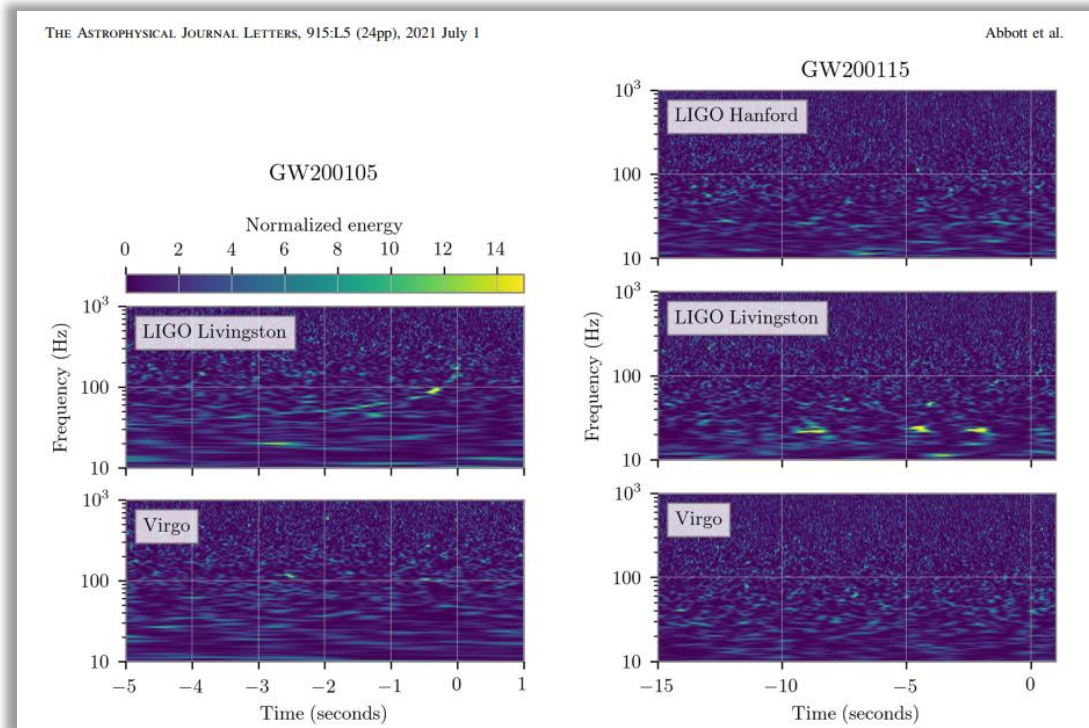 THE ASTROPHYSICAL JOURNAL LETTERS, 915:L5 (24pp), 2021 July 1
Abbott et al.
GW200105
Normalized energy
0 2 4 6 8 10 12 14
10³
LIGO Livingston
100
10
Frequency (Hz)
10³
Virgo
100
10
−5 −4 −3 −2 −1 0 1
Time (seconds)
GW200115
10³
LIGO Hanford
100
10
10³
LIGO Livingston
100
10
Frequency (Hz)
10³
Virgo
100
10
−15 −10 −5 0
Time (seconds)